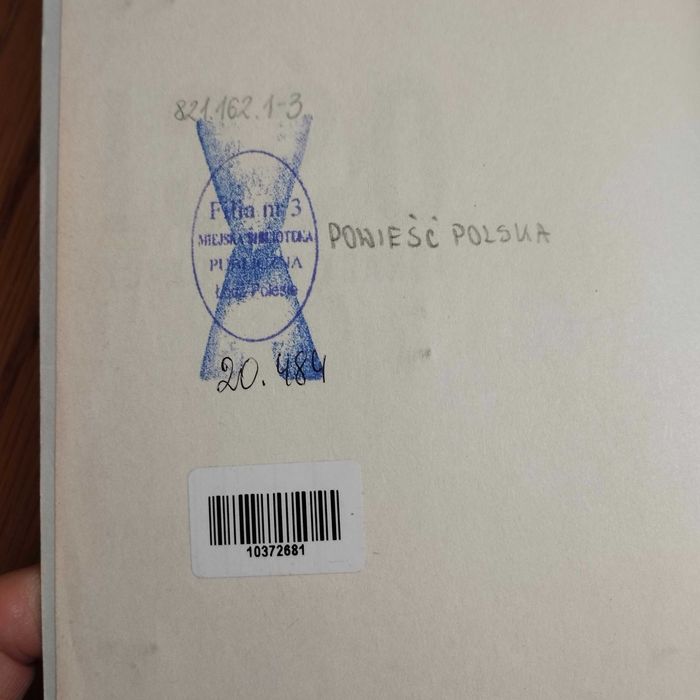 821.162.1-3
Filia nr 3
MIEJSKA BIBLIOTEKA
PUBLICZNA
Łódź-Polesie
POWIEŚĆ POLSKA
20.484
10372681